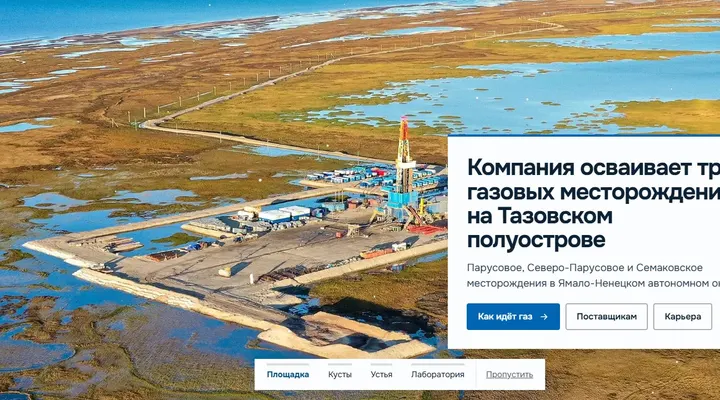 Компания осваивает тр
газовых месторождени
на Тазовском
полуострове
Парусовое, Северо-Парусовое и Семаковское
месторождения в Ямало-Ненецком автономном ок
Как идёт газ → Поставщикам Карьера
Площадка Кусты Устья Лаборатория Пропустить